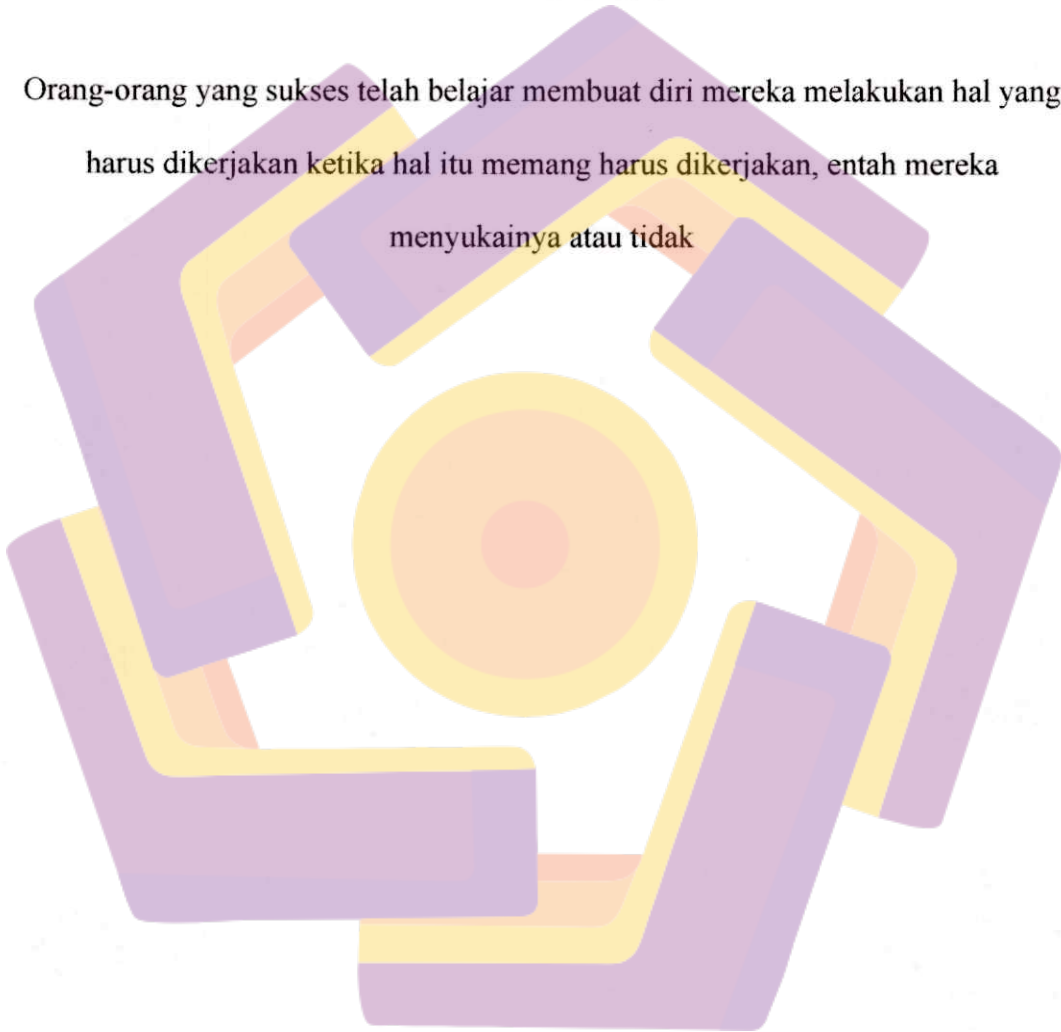 Orang-orang yang sukses telah belajar membuat diri mereka melakukan hal yang
harus dikerjakan ketika hal itu memang harus dikerjakan, entah mereka
menyukainya atau tidak